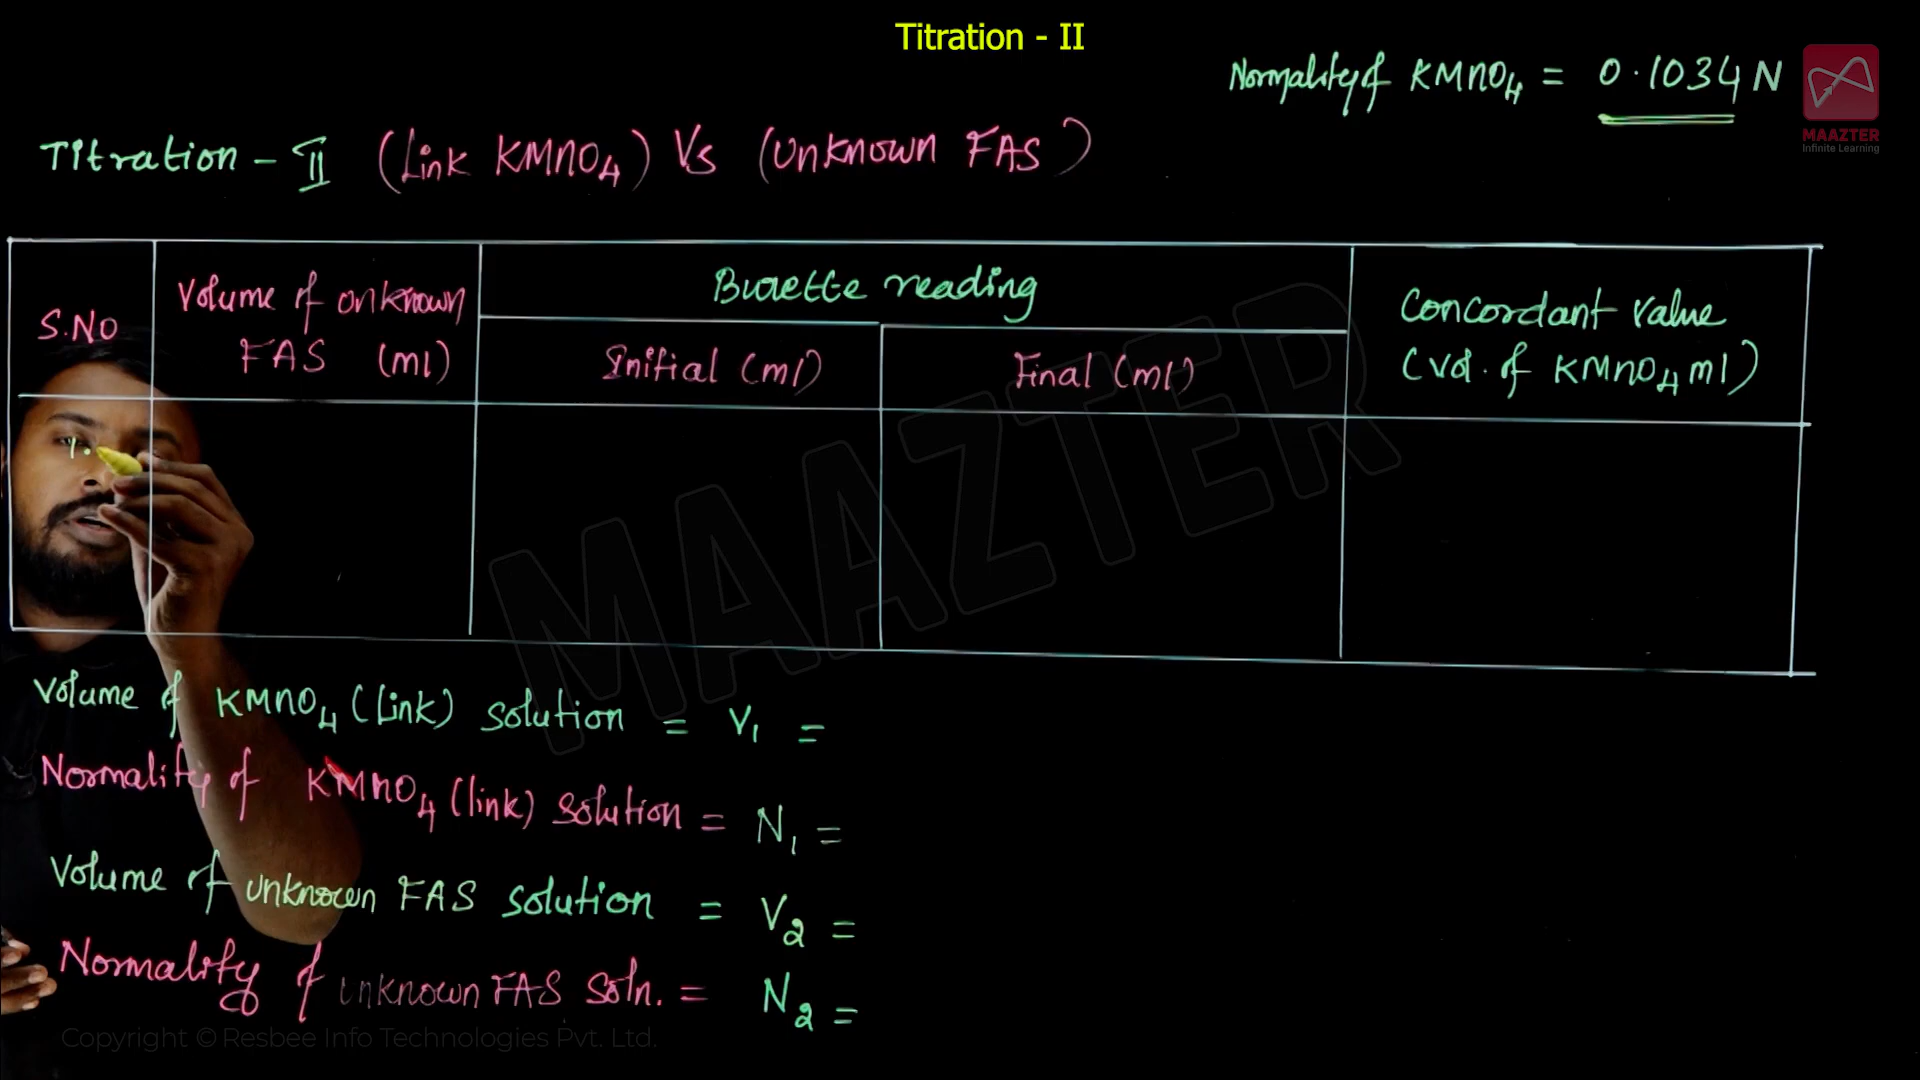 Titration - II
Normality of KMnO4 = 0.1034 N
MAAZTER
Infinite Learning
Titration - II (Link KMnO4) Vs (Unknown FAS)
S.No
Volume of unknown
FAS (ml)
Burette reading
Initial (ml)
Final (ml)
Concordant value
(Vol. of KMnO4 ml)
1.
MAAZTER
Volume of KMnO4 (Link) solution = V1 =
Normality of KMnO4 (link) solution = N1 =
Volume of unknown FAS solution = V2 =
Normality of unknown FAS soln. = N2 =
Copyright © Resbee Info Technologies Pvt. Ltd.